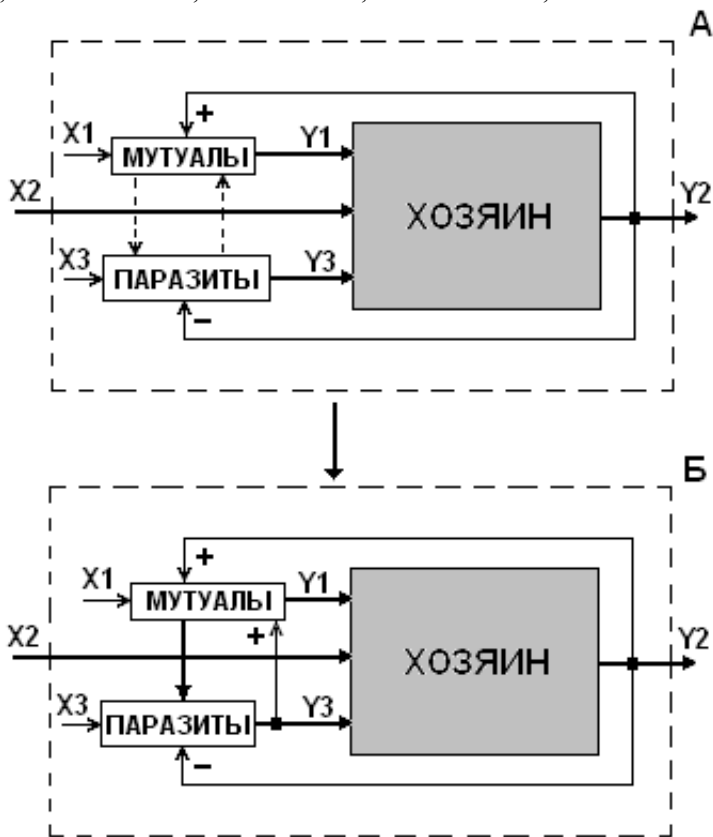 А
+
X1
Y1
МУТУАЛЫ
X2
ХОЗЯИН
Y2
X3
Y3
ПАРАЗИТЫ
–
Б
+
X1
Y1
МУТУАЛЫ
+
X2
ХОЗЯИН
Y2
X3
Y3
ПАРАЗИТЫ
–